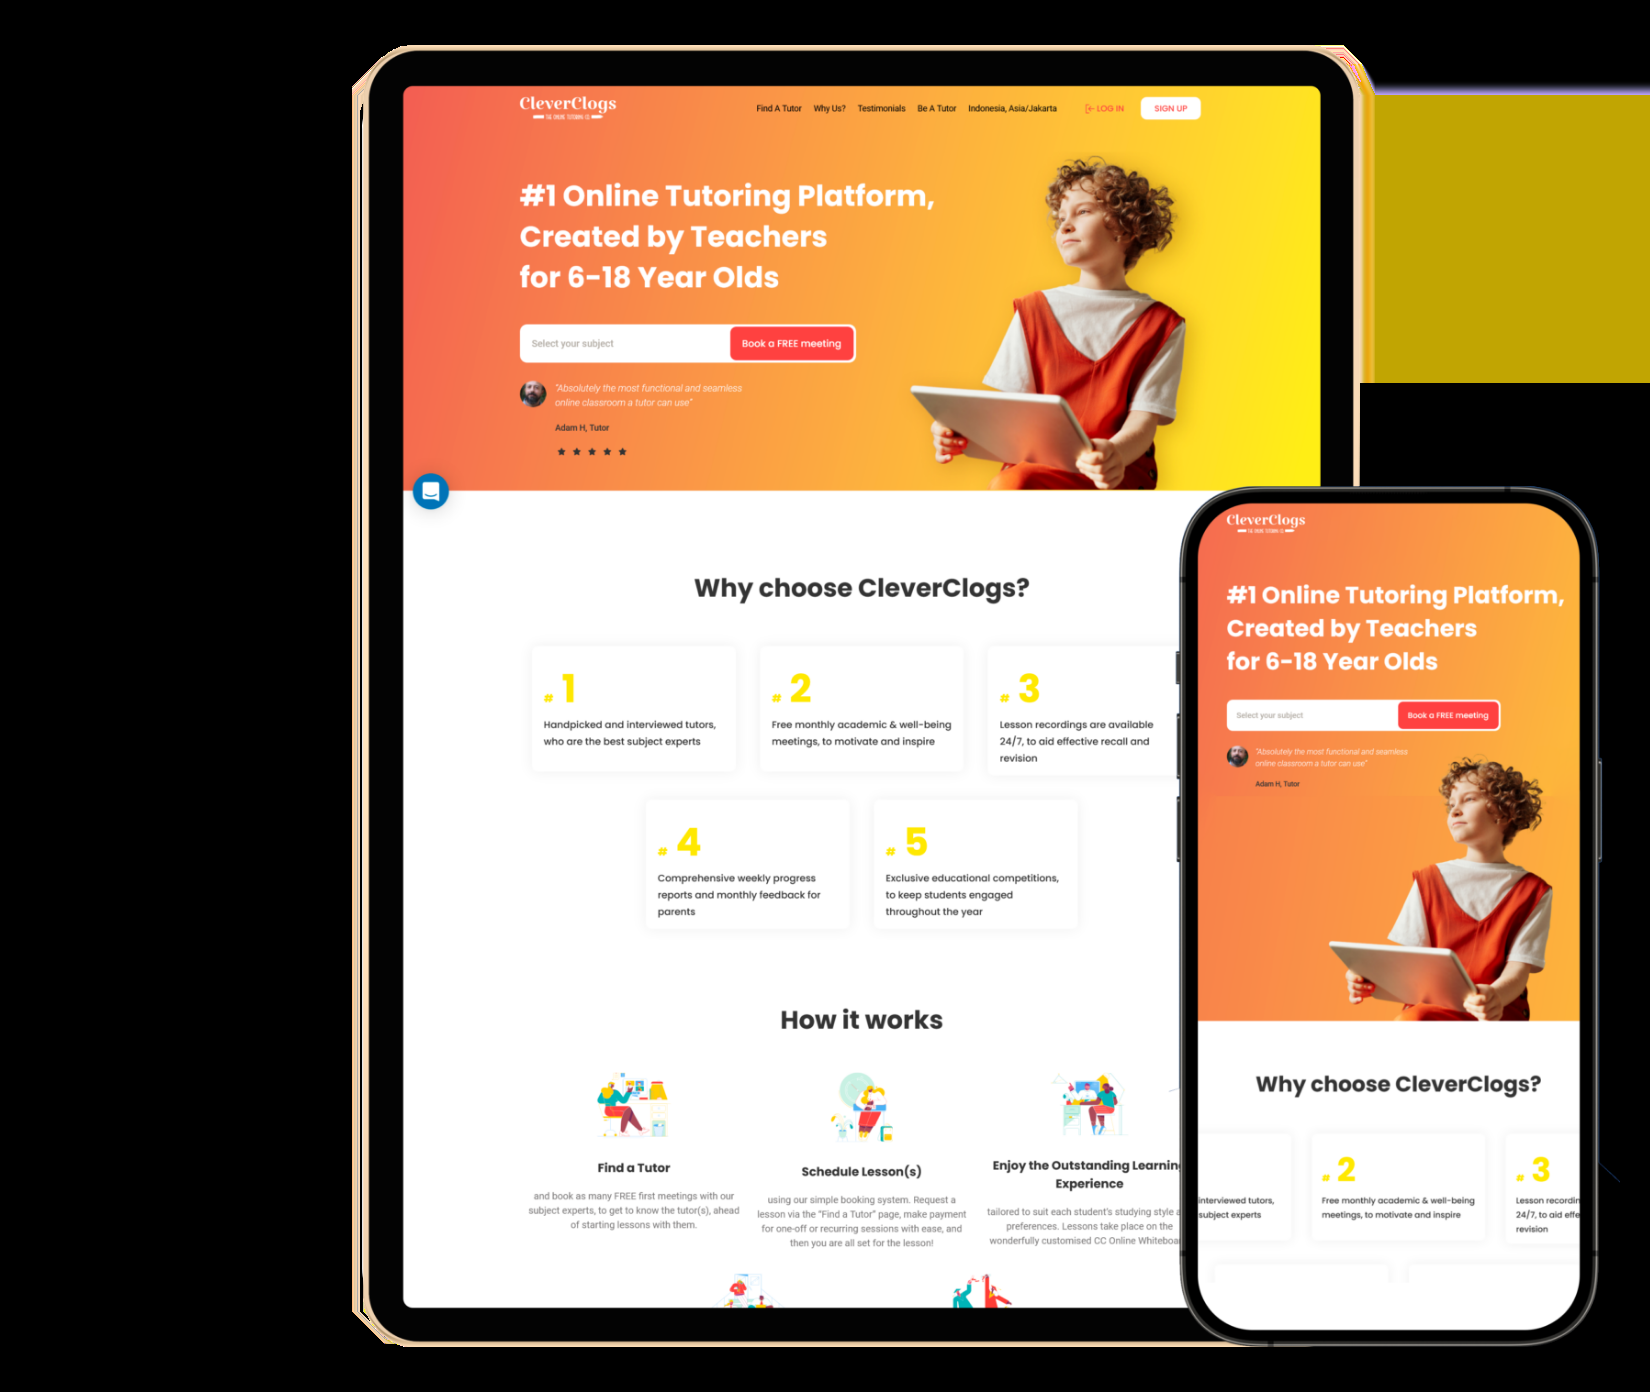 CleverClogs
THE ONLINE TUTORING CO.
Find A Tutor Why Us? Testimonials Be A Tutor Indonesia, Asia/Jakarta LOG IN SIGN UP
#1 Online Tutoring Platform,
Created by Teachers
for 6-18 Year Olds
Select your subject Book a FREE meeting
"Absolutely the most functional and seamless
online classroom a tutor can use"
Adam H, Tutor
Why choose CleverClogs?
# 1
Handpicked and interviewed tutors,
who are the best subject experts
# 2
Free monthly academic & well-being
meetings, to motivate and inspire
# 3
Lesson recordings are available
24/7, to aid effective recall and
revision
# 4
Comprehensive weekly progress
reports and monthly feedback for
parents
# 5
Exclusive educational competitions,
to keep students engaged
throughout the year
How it works
Find a Tutor
and book as many FREE first meetings with our
subject experts, to get to know the tutor(s), ahead
of starting lessons with them.
Schedule Lesson(s)
using our simple booking system. Request a
lesson via the "Find a Tutor" page, make payment
for one-off or recurring sessions with ease, and
then you are all set for the lesson!
Enjoy the Outstanding Learning
Experience
tailored to suit each student's studying style a
preferences. Lessons take place on the
wonderfully customised CC Online Whiteboar
CleverClogs
THE ONLINE TUTORING CO.
#1 Online Tutoring Platform,
Created by Teachers
for 6-18 Year Olds
Select your subject Book a FREE meeting
"Absolutely the most functional and seamless
online classroom a tutor can use"
Adam H, Tutor
Why choose CleverClogs?
interviewed tutors,
subject experts
# 2
Free monthly academic & well-being
meetings, to motivate and inspire
# 3
Lesson recordin
24/7, to aid effe
revision